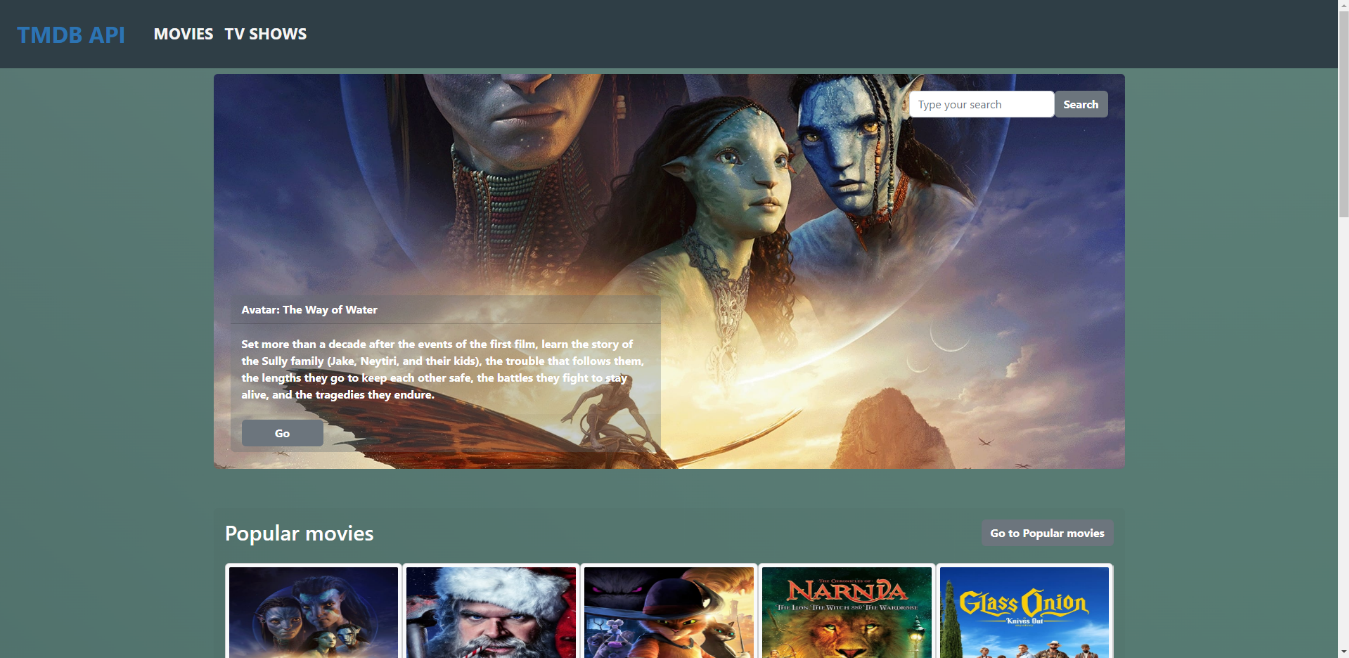 TMDB API
MOVIES TV SHOWS
Type your search
Search
Avatar: The Way of Water
Set more than a decade after the events of the first film, learn the story of
the Sully family (Jake, Neytiri, and their kids), the trouble that follows them,
the lengths they go to keep each other safe, the battles they fight to stay
alive, and the tragedies they endure.
Go
Popular movies
Go to Popular movies
THE CHRONICLES OF
NARNIA
THE LION, THE WITCH AND THE WARDROBE
Glass Onion
Knives Out